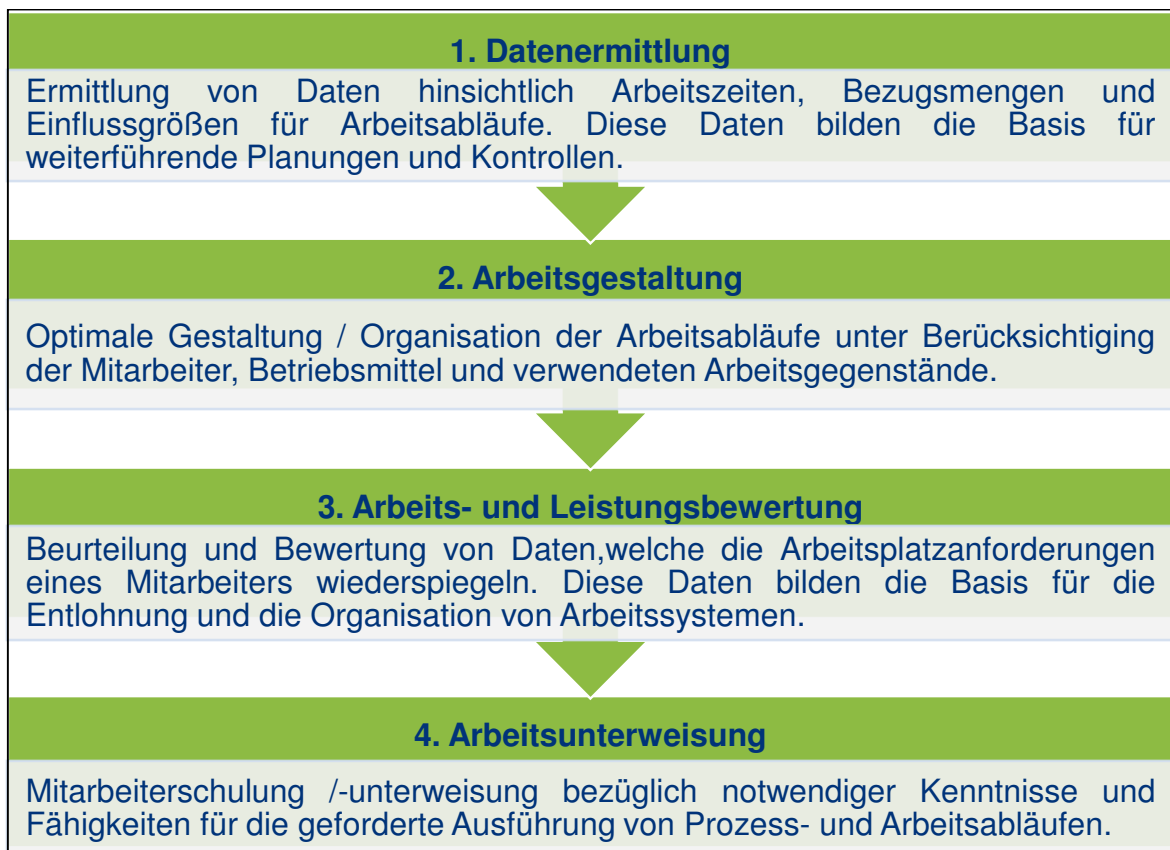 1. Datenermittlung
Ermittlung von Daten hinsichtlich Arbeitszeiten, Bezugsmengen und
Einflussgrößen für Arbeitsabläufe. Diese Daten bilden die Basis für
weiterführende Planungen und Kontrollen.
2. Arbeitsgestaltung
Optimale Gestaltung / Organisation der Arbeitsabläufe unter Berücksichtiging
der Mitarbeiter, Betriebsmittel und verwendeten Arbeitsgegenstände.
3. Arbeits- und Leistungsbewertung
Beurteilung und Bewertung von Daten,welche die Arbeitsplatzanforderungen
eines Mitarbeiters wiederspiegeln. Diese Daten bilden die Basis für die
Entlohnung und die Organisation von Arbeitssystemen.
4. Arbeitsunterweisung
Mitarbeiterschulung /-unterweisung bezüglich notwendiger Kenntnisse und
Fähigkeiten für die geforderte Ausführung von Prozess- und Arbeitsabläufen.